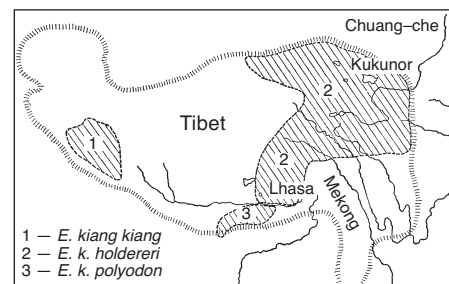 Chuang–che
Kukunor
2
Tibet
1
2
Lhasa
Mekong
3
1 — E. kiang kiang
2 — E. k. holdereri
3 — E. k. polyodon